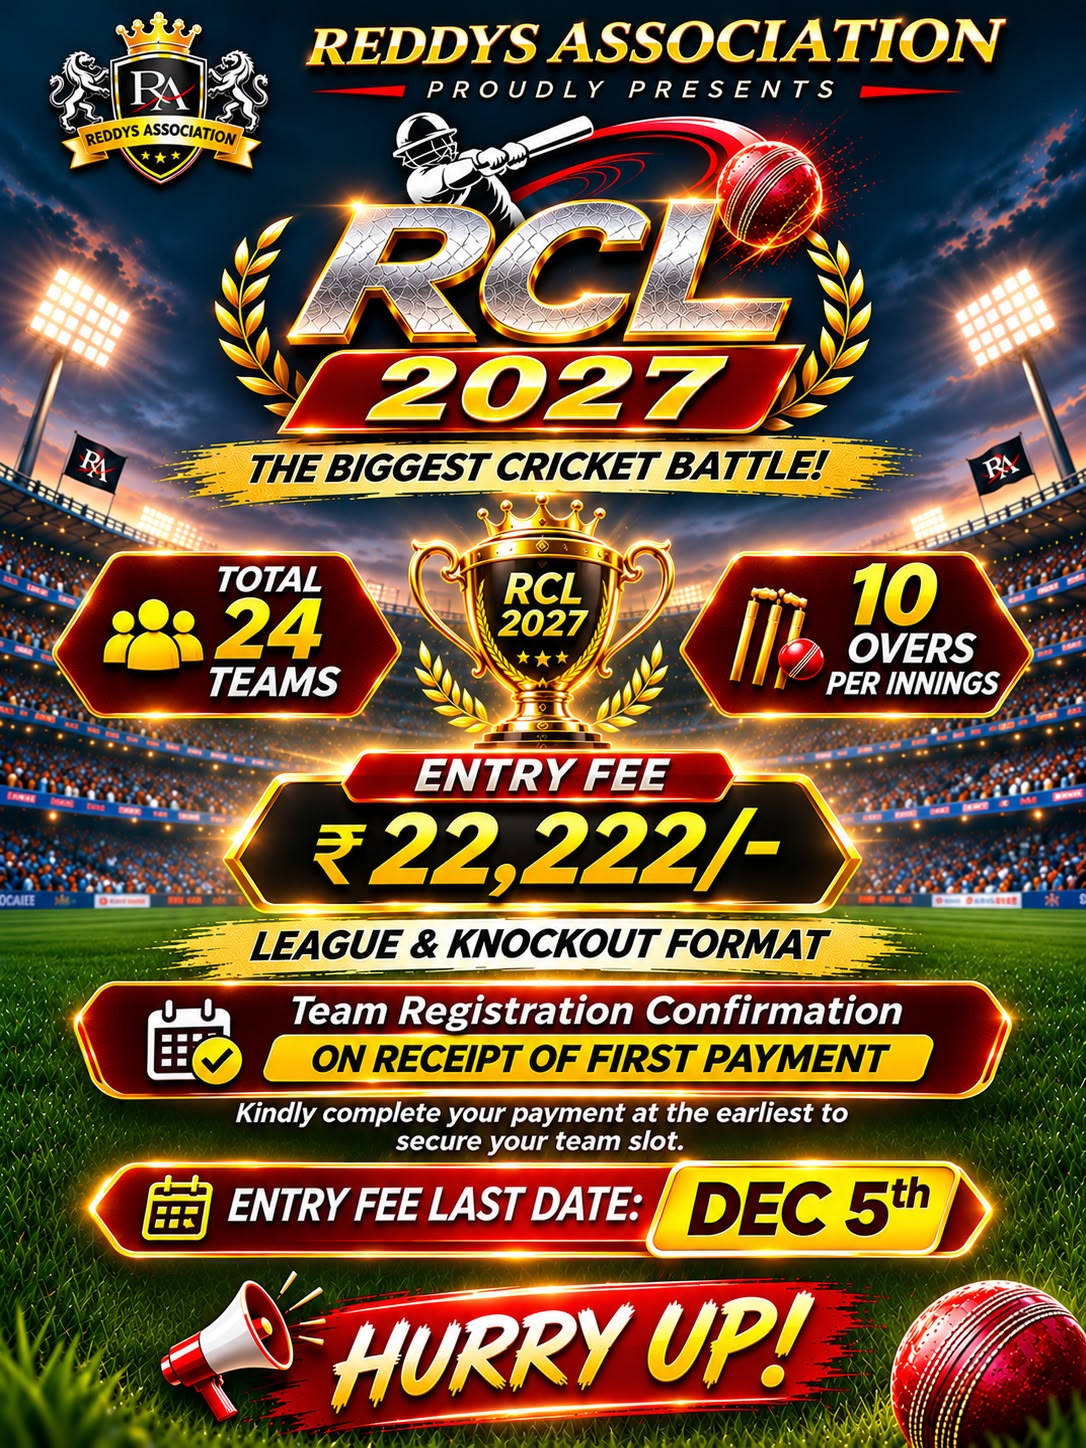 REDDYS ASSOCIATION
PROUDLY PRESENTS
RA
REDDYS ASSOCIATION
RCL
2027
THE BIGGEST CRICKET BATTLE!
RA
RA
TOTAL
24
TEAMS
RCL
2027
10
OVERS
PER INNINGS
ENTRY FEE
₹22,222/-
LEAGUE & KNOCKOUT FORMAT
Team Registration Confirmation
ON RECEIPT OF FIRST PAYMENT
Kindly complete your payment at the earliest to
secure your team slot.
ENTRY FEE LAST DATE: DEC 5th
HURRY UP!